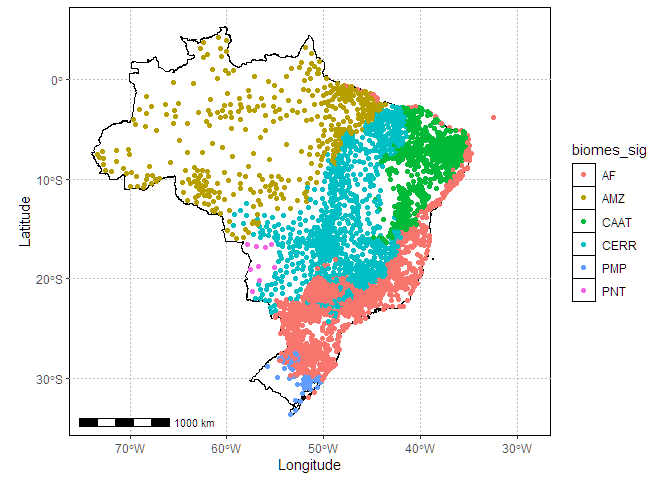 0°
10°S
20°S
30°S
Latitude
1000 km
70°W
60°W
50°W
40°W
30°W
Longitude
biomes_sig
AF
AMZ
CAAT
CERR
PMP
PNT